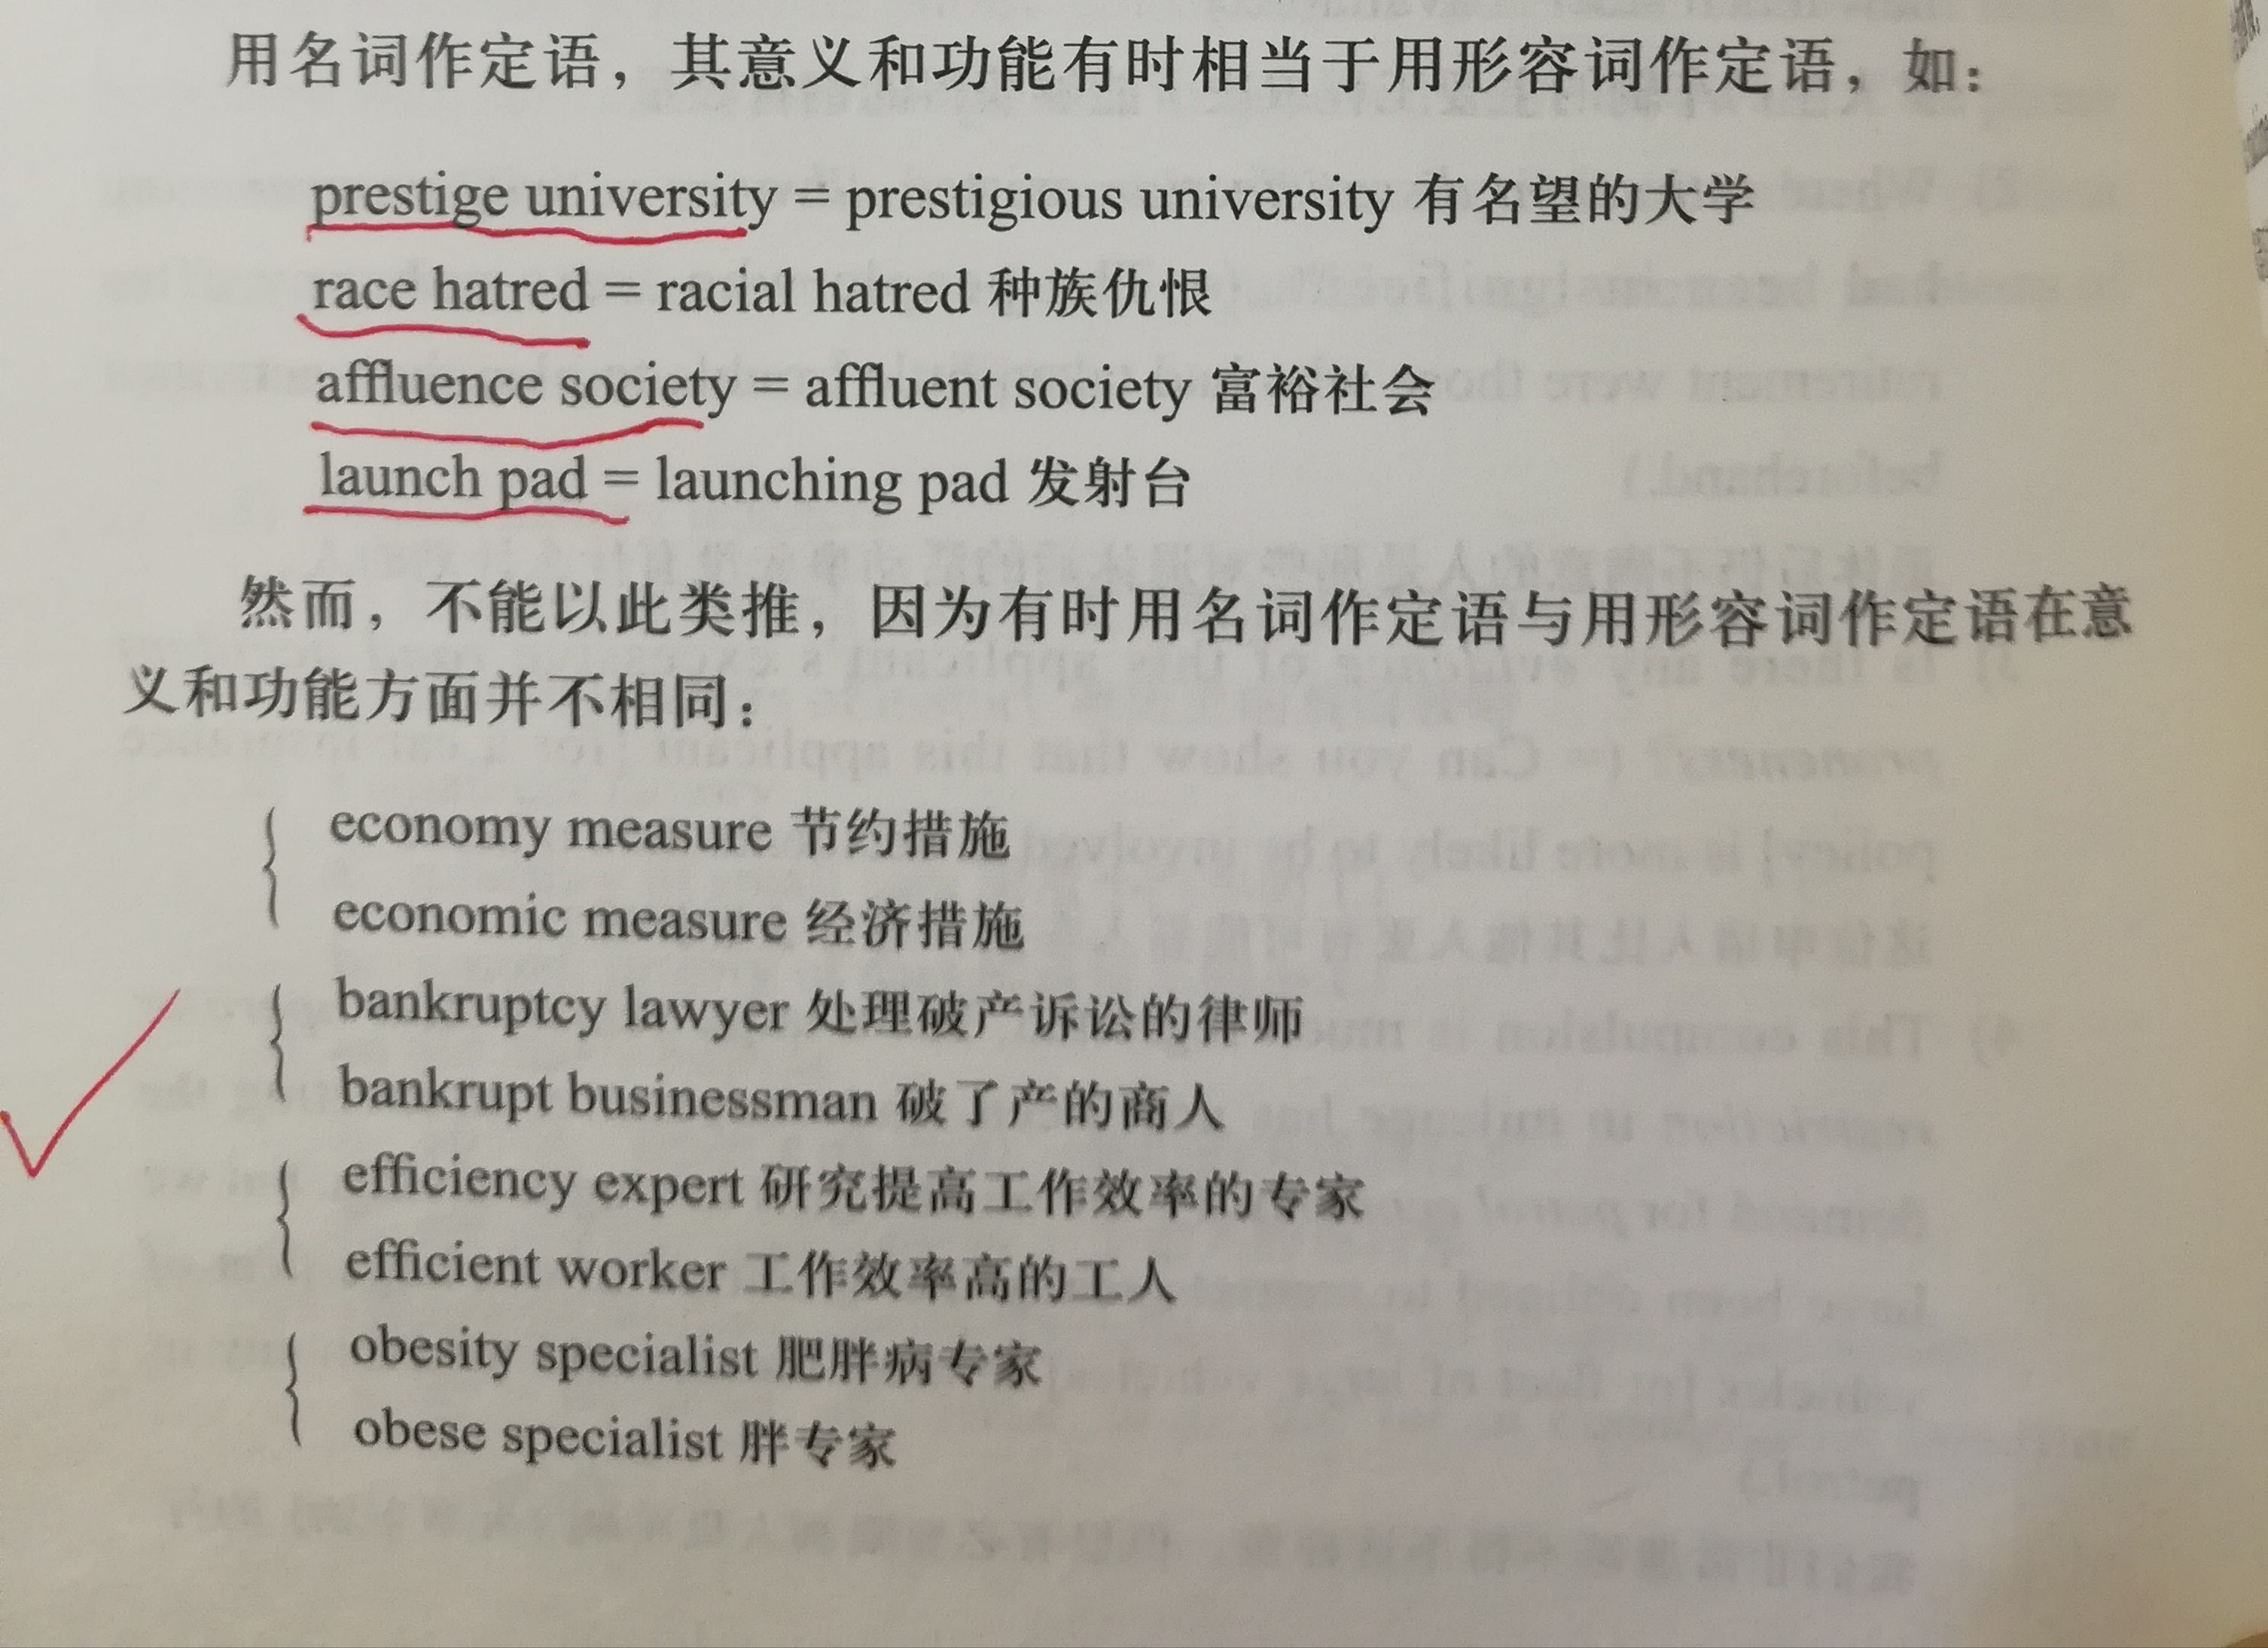 用名词作定语，其意义和功能有时相当于用形容词作定语，如：
prestige university = prestigious university 有名望的大学
race hatred = racial hatred 种族仇恨
affluence society = affluent society 富裕社会
launch pad = launching pad 发射台
然而，不能以此类推，因为有时用名词作定语与用形容词作定语在意
义和功能方面并不相同：
economy measure 节约措施
economic measure 经济措施
bankruptcy lawyer 处理破产诉讼的律师
bankrupt businessman 破了产的商人
efficiency expert 研究提高工作效率的专家
efficient worker 工作效率高的工人
obesity specialist 肥胖病专家
obese specialist 胖专家